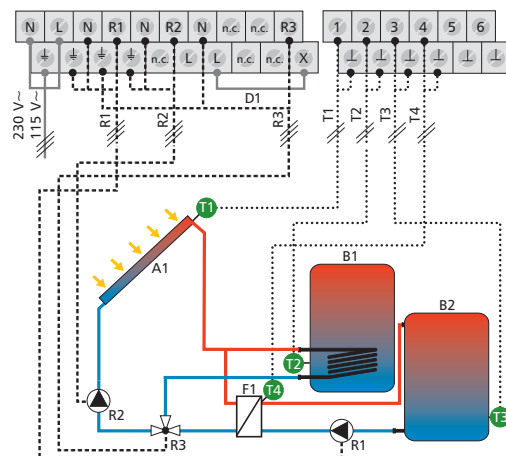 N L N R1 N R2 N n.c. n.c. R3
1 2 3 4 5 6
n.c. L L n.c. n.c. X
D1
230 V~
115 V~
R1
R2
R3
T1
T2
T3
T4
T1
A1
B1
B2
T2
F1
T4
T3
R2
R3
R1